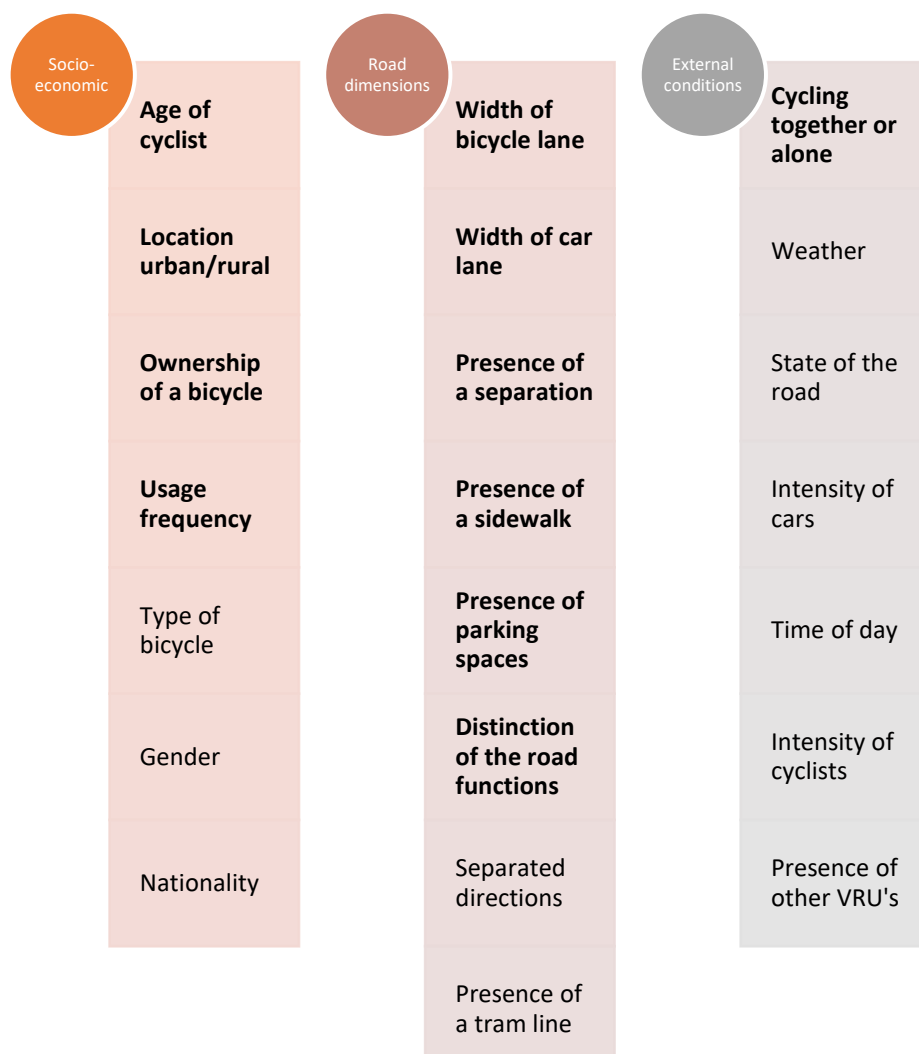 Socio-
economic
Age of
cyclist
Location
urban/rural
Ownership
of a bicycle
Usage
frequency
Type of
bicycle
Gender
Nationality
Road
dimensions
Width of
bicycle lane
Width of car
lane
Presence of
a separation
Presence of
a sidewalk
Presence of
parking
spaces
Distinction
of the road
functions
Separated
directions
Presence of
a tram line
External
conditions
Cycling
together or
alone
Weather
State of the
road
Intensity of
cars
Time of day
Intensity of
cyclists
Presence of
other VRU's